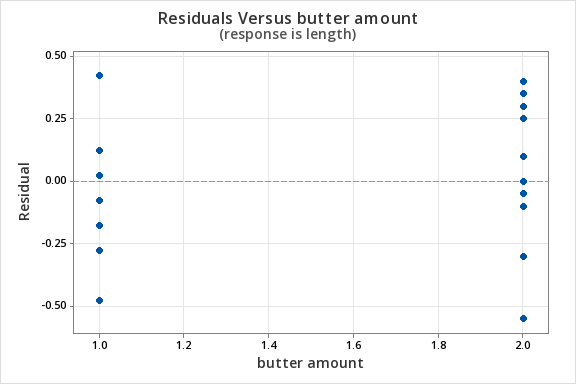 Residuals Versus butter amount
(response is length)
0.50
0.25
0.00
-0.25
-0.50
Residual
1.0 1.2 1.4 1.6 1.8 2.0
butter amount